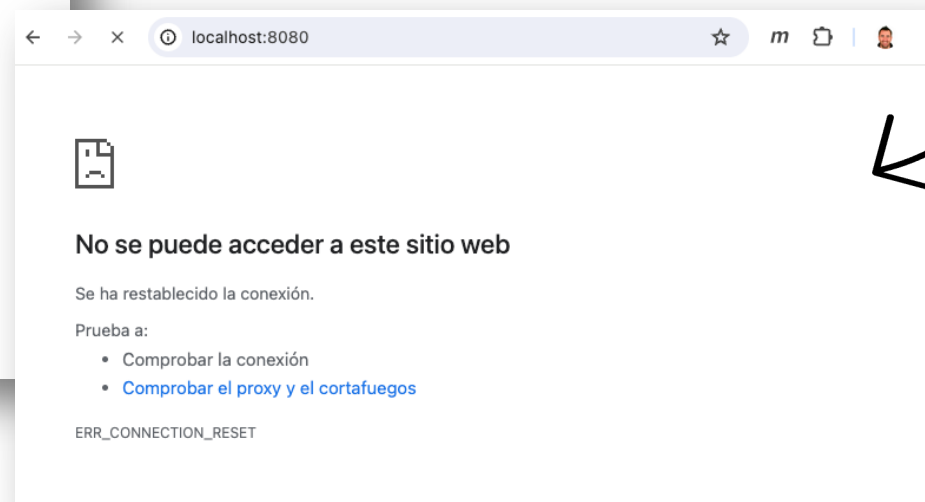 localhost:8080
m
No se puede acceder a este sitio web
Se ha restablecido la conexión.
Prueba a:
• Comprobar la conexión
• Comprobar el proxy y el cortafuegos
ERR_CONNECTION_RESET